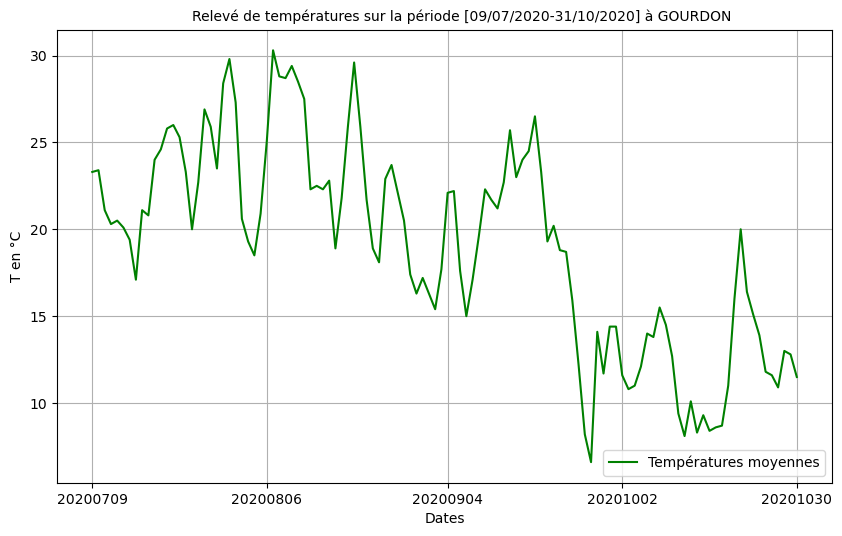 Relevé de températures sur la période [09/07/2020-31/10/2020] à GOURDON
30
25
20
15
10
T en °C
Températures moyennes
20200709 20200806 20200904 20201002 20201030
Dates